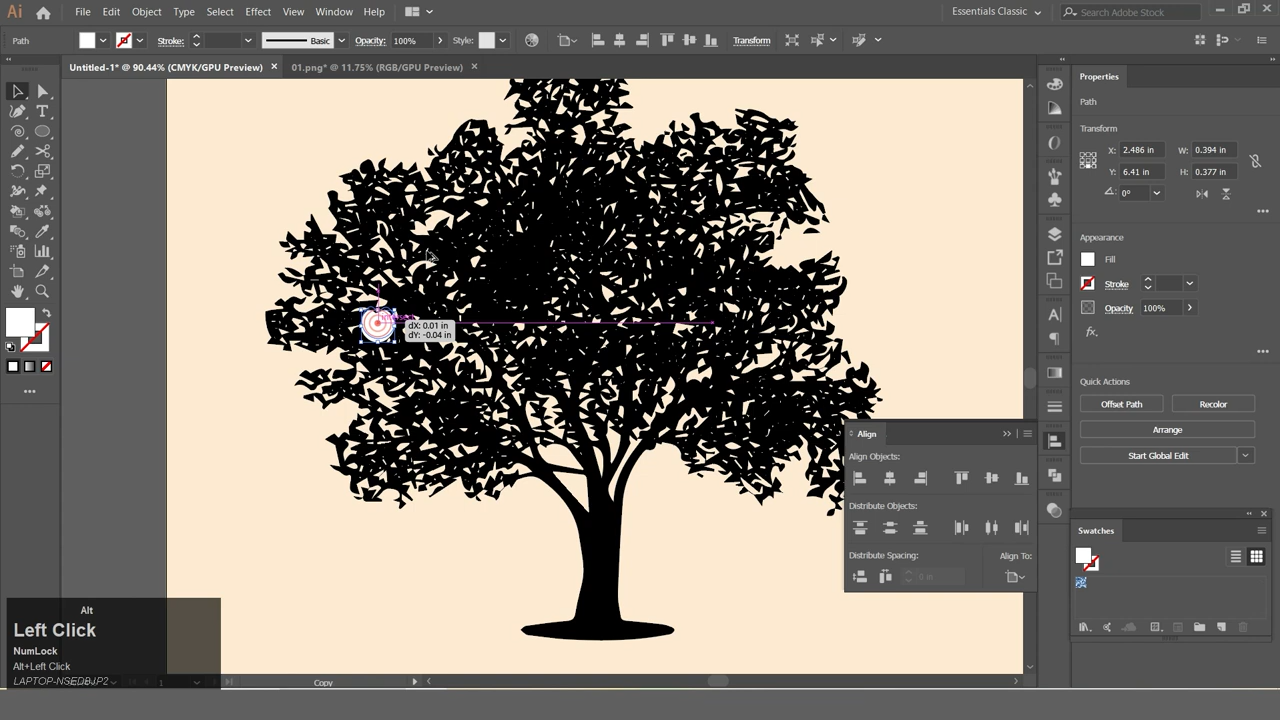 Ai
File Edit Object Type Select Effect View Window Help
Essentials Classic
Search Adobe Stock
Path
Stroke:
Basic
Opacity: 100%
Style:
Transform
Untitled-1* @ 90.44% (CMYK/GPU Preview) ×
01.png* @ 11.75% (RGB/GPU Preview) ×
Properties
Path
Transform
X: 2.486 in W: 0.394 in
Y: 6.41 in H: 0.377 in
0°
Appearance
Fill
Stroke
Opacity 100%
fx.
Quick Actions
Offset Path Recolor
Arrange
Start Global Edit
dX: 0.01 in
dY: -0.04 in
Align
Align Objects:
Distribute Objects:
Distribute Spacing:
Align To:
0 in
Swatches
Alt
Left Click
NumLock
Alt+Left Click
LAPTOP-NSEDBJP2
1
Copy